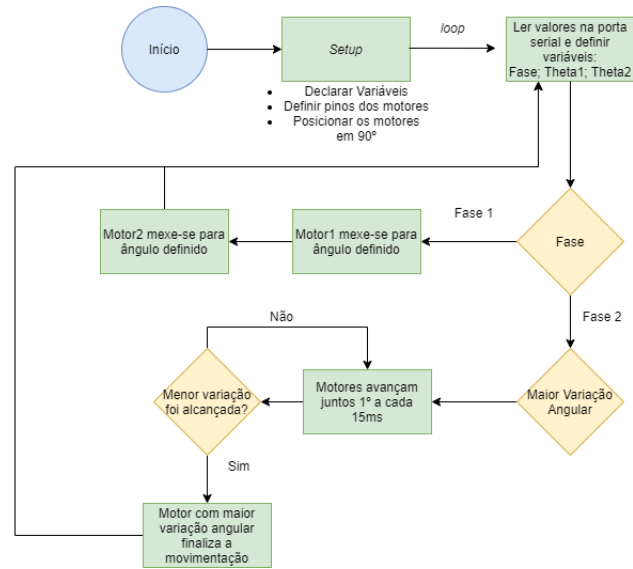 Início
Setup
loop
Ler valores na porta
serial e definir
variáveis:
Fase; Theta1; Theta2
• Declarar Variáveis
• Definir pinos dos motores
• Posicionar os motores
em 90º
Fase 1
Motor2 mexe-se para
ângulo definido
Motor1 mexe-se para
ângulo definido
Fase
Não
Fase 2
Menor variação
foi alcançada?
Motores avançam
juntos 1º a cada
15ms
Maior Variação
Angular
Sim
Motor com maior
variação angular
finaliza a
movimentação